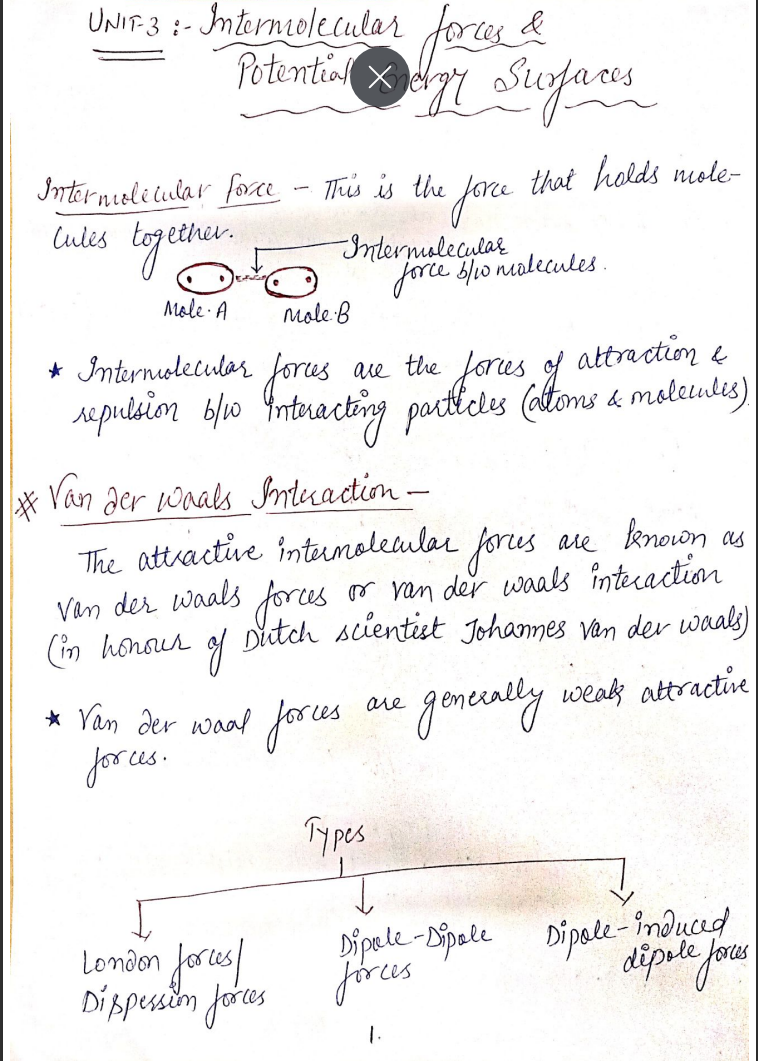 UNIT-3 :- Intermolecular forces &
Potential Energy Surfaces
Intermolecular force - This is the force that holds mole-
cules together.
Intermolecular
force b/w molecules.
Mole. A
Mole. B
★ Intermolecular forces are the forces of attraction &
repulsion b/w interacting particles (atoms & molecules)
# Van der waals Interaction -
The attractive intermolecular forces are known as
Van der waals forces or van der waals interaction
(in honour of Dutch scientist Johannes Van der waals)
★ Van der waal forces are generally weak attractive
forces.
Types
London forces/
Dispession forces
Dipole-Dipole
forces
Dipole-induced
dipole forces
1.